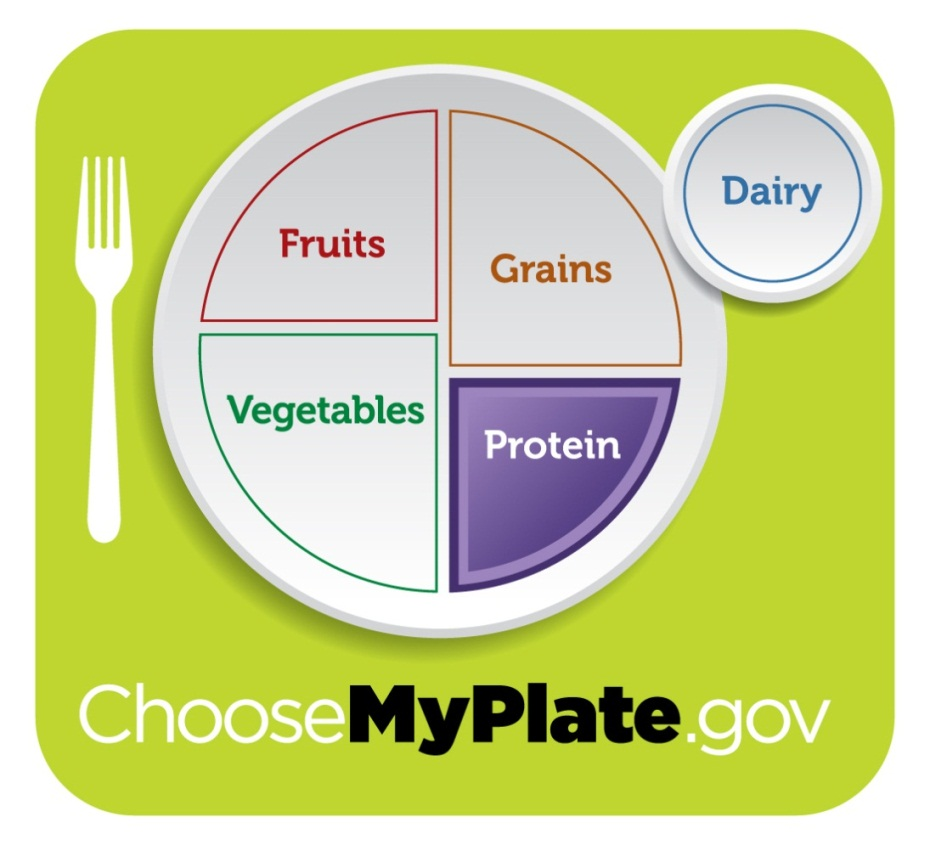 Dairy
Fruits
Grains
Vegetables
Protein
ChooseMyPlate.gov